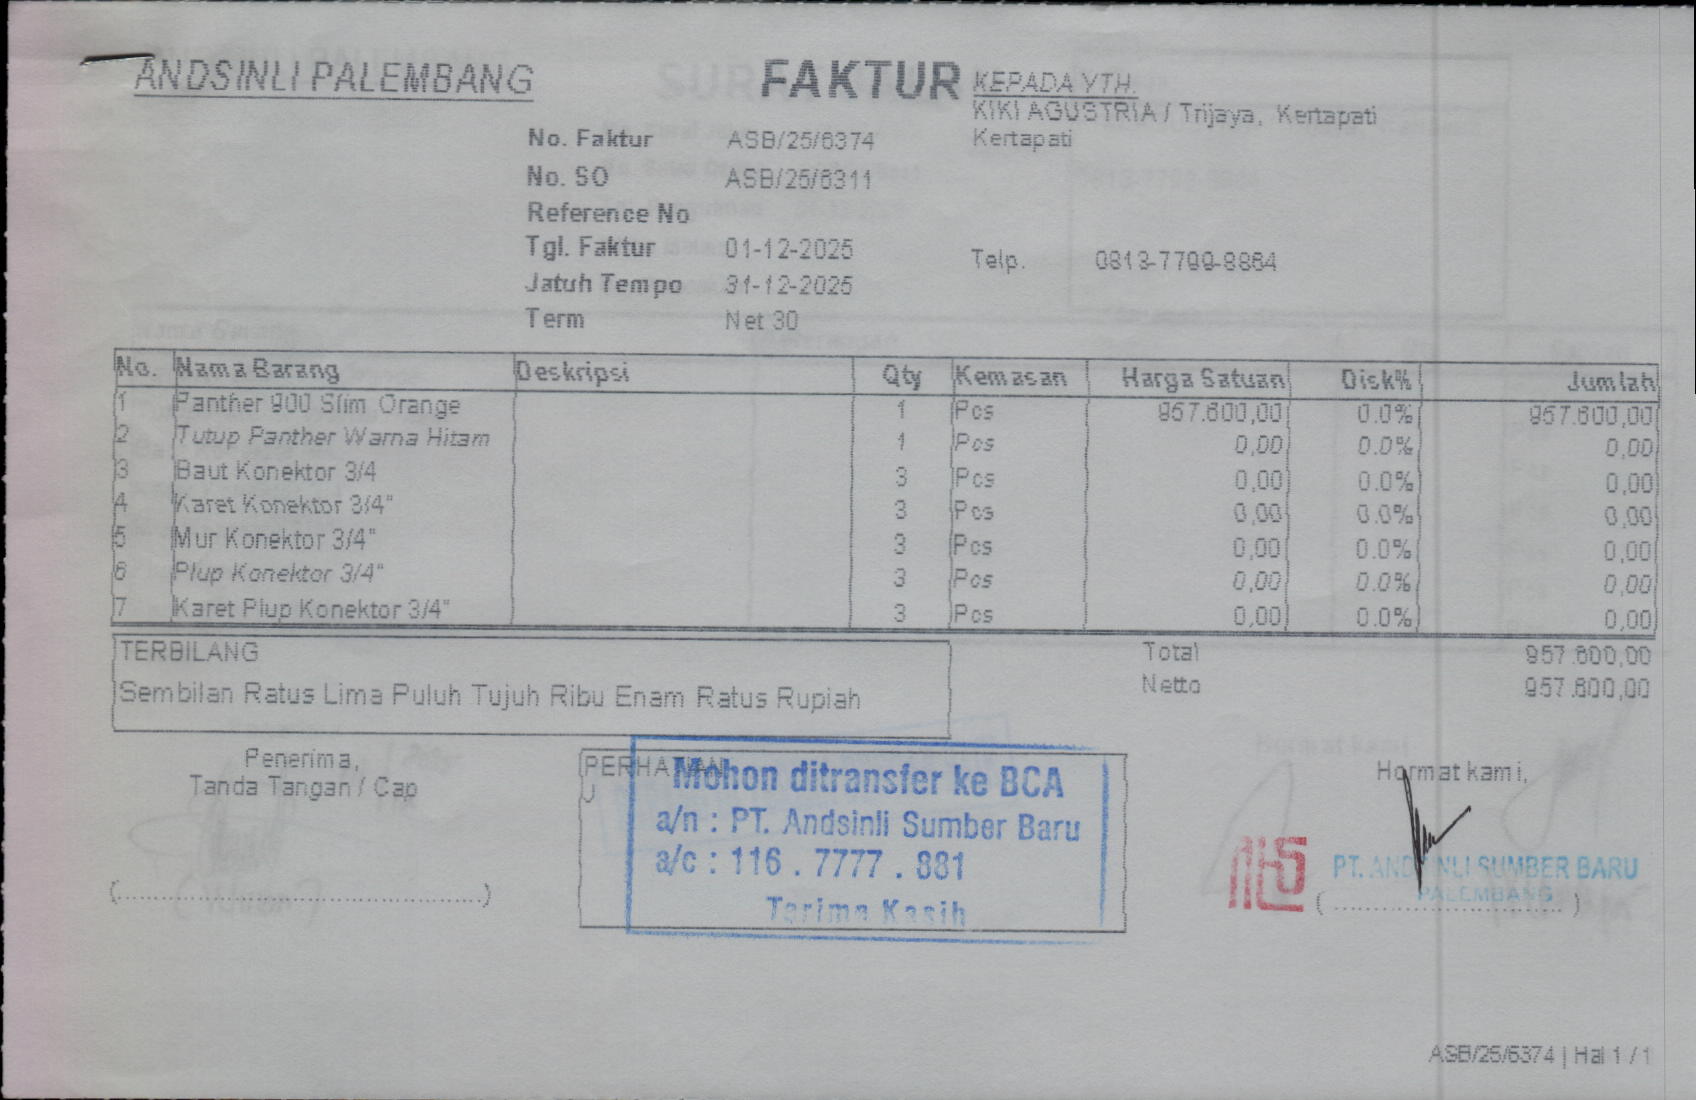 ANDSINLI PALEMBANG
FAKTUR
KEPADA YTH.
KIKI AGUSTRIA / Trijaya, Kertapati
Kertapati
No. Faktur ASB/25/6374
No. SO ASB/25/6311
Reference No
Tgl. Faktur 01-12-2025
Jatuh Tempo 31-12-2025
Term Net 30
Telp. 0813-7799-8864
No. Nama Barang Deskripsi Qty Kemasan Harga Satuan Disk% Jumlah
1 Panther 900 Slim Orange 1 Pcs 957.600,00 0.0% 957.600,00
2 Tutup Panther Warna Hitam 1 Pcs 0,00 0.0% 0,00
3 Baut Konektor 3/4 3 Pcs 0,00 0.0% 0,00
4 Karet Konektor 3/4" 3 Pcs 0,00 0.0% 0,00
5 Mur Konektor 3/4" 3 Pcs 0,00 0.0% 0,00
6 Plup Konektor 3/4" 3 Pcs 0,00 0.0% 0,00
7 Karet Plup Konektor 3/4" 3 Pcs 0,00 0.0% 0,00
TERBILANG
Sembilan Ratus Lima Puluh Tujuh Ribu Enam Ratus Rupiah
Total 957.600,00
Netto 957.600,00
Penerima,
Tanda Tangan / Cap
(..........................................)
PERHATIAN
Mohon ditransfer ke BCA
a/n : PT. Andsinli Sumber Baru
a/c : 116 . 7777 . 881
Terima Kasih
Hormat kami,
PT. ANDSINLI SUMBER BARU
PALEMBANG
( .......................... )
ASB/25/6374 | Hal 1 / 1